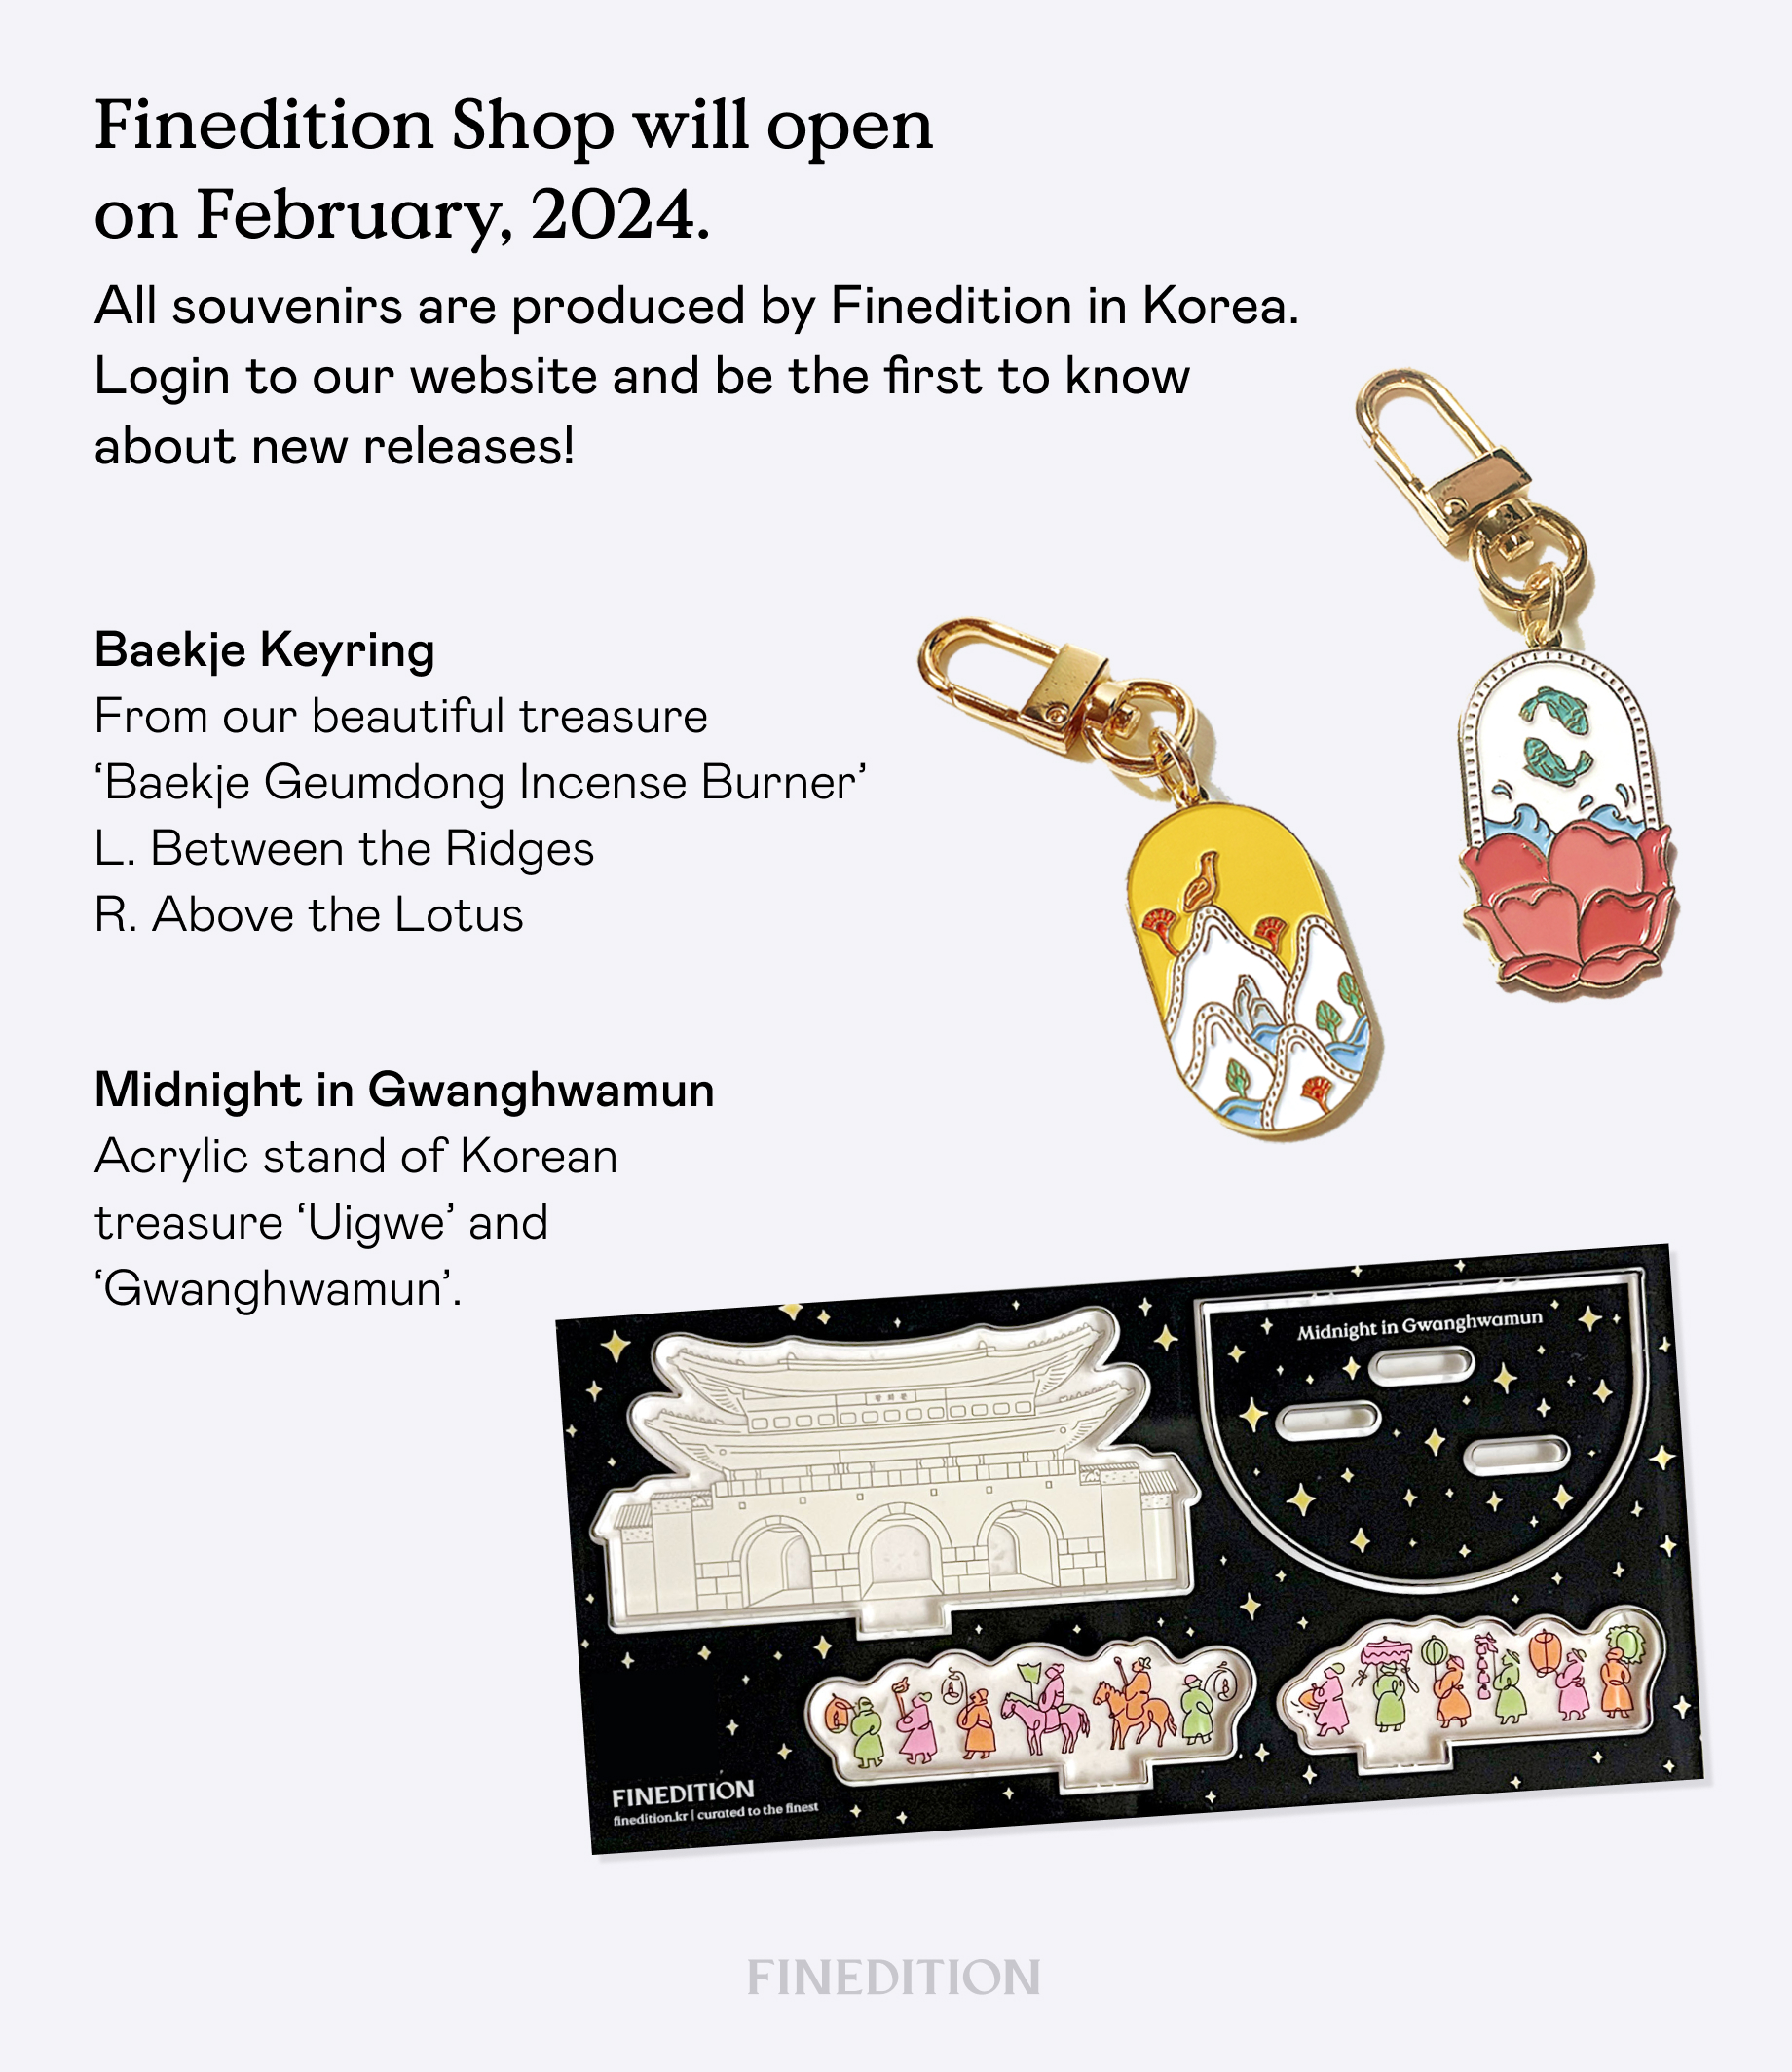 Finedition Shop will open
on February, 2024.
All souvenirs are produced by Finedition in Korea.
Login to our website and be the first to know
about new releases!
Baekje Keyring
From our beautiful treasure
‘Baekje Geumdong Incense Burner’
L. Between the Ridges
R. Above the Lotus
Midnight in Gwanghwamun
Acrylic stand of Korean
treasure ‘Uigwe’ and
‘Gwanghwamun’.
Midnight in Gwanghwamun
광화문
FINEDITION
finedition.kr | curated to the finest
FINEDITION